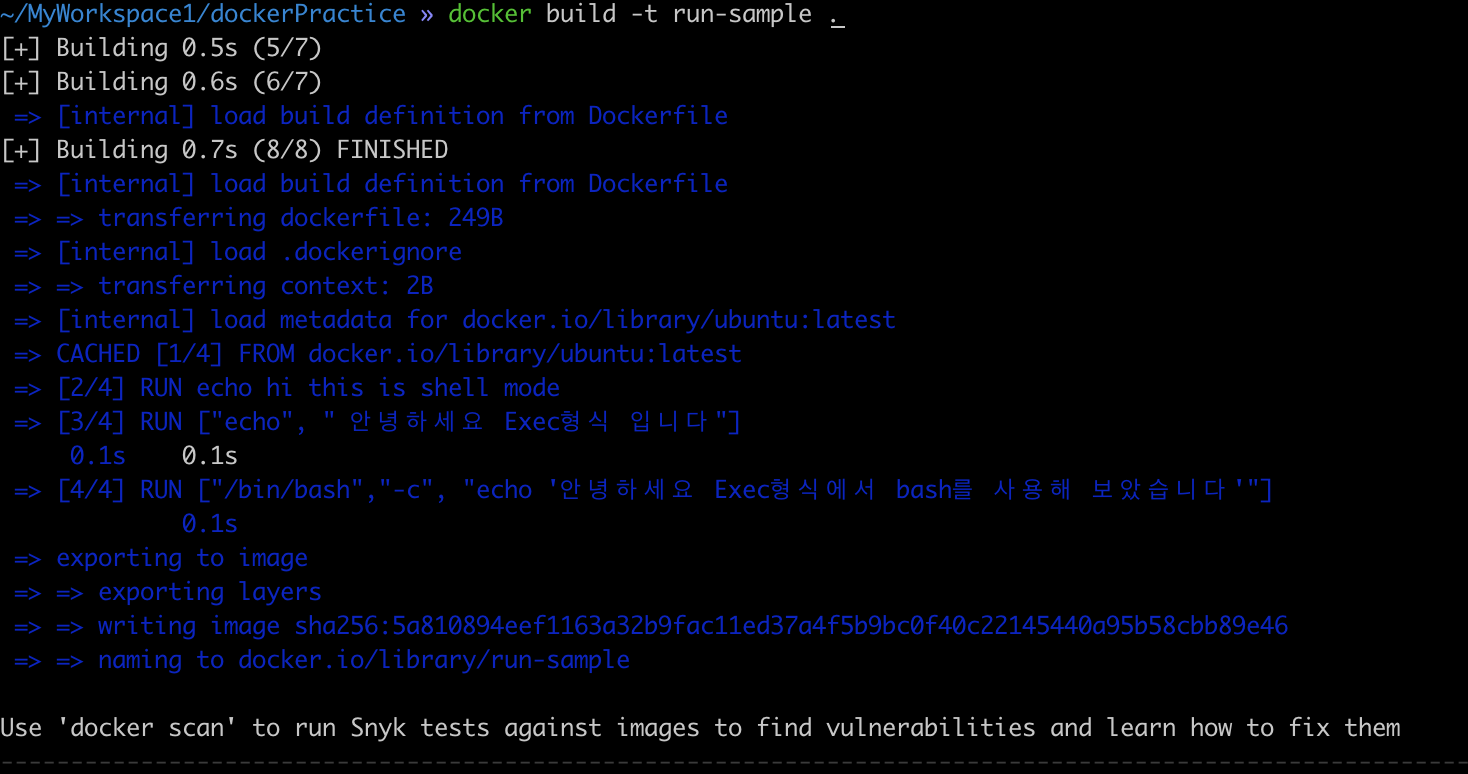 ~/MyWorkspace1/dockerPractice » docker build -t run-sample .
[+] Building 0.5s (5/7)
[+] Building 0.6s (6/7)
=> [internal] load build definition from Dockerfile
[+] Building 0.7s (8/8) FINISHED
=> [internal] load build definition from Dockerfile
=> => transferring dockerfile: 249B
=> [internal] load .dockerignore
=> => transferring context: 2B
=> [internal] load metadata for docker.io/library/ubuntu:latest
=> CACHED [1/4] FROM docker.io/library/ubuntu:latest
=> [2/4] RUN echo hi this is shell mode
=> [3/4] RUN ["echo", " 안녕하세요 Exec형식 입니다"]
0.1s 0.1s
=> [4/4] RUN ["/bin/bash","-c", "echo '안녕하세요 Exec형식에서 bash를 사용해 보았습니다'"]
0.1s
=> exporting to image
=> => exporting layers
=> => writing image sha256:5a810894eef1163a32b9fac11ed37a4f5b9bc0f40c22145440a95b58cbb89e46
=> => naming to docker.io/library/run-sample
Use 'docker scan' to run Snyk tests against images to find vulnerabilities and learn how to fix them